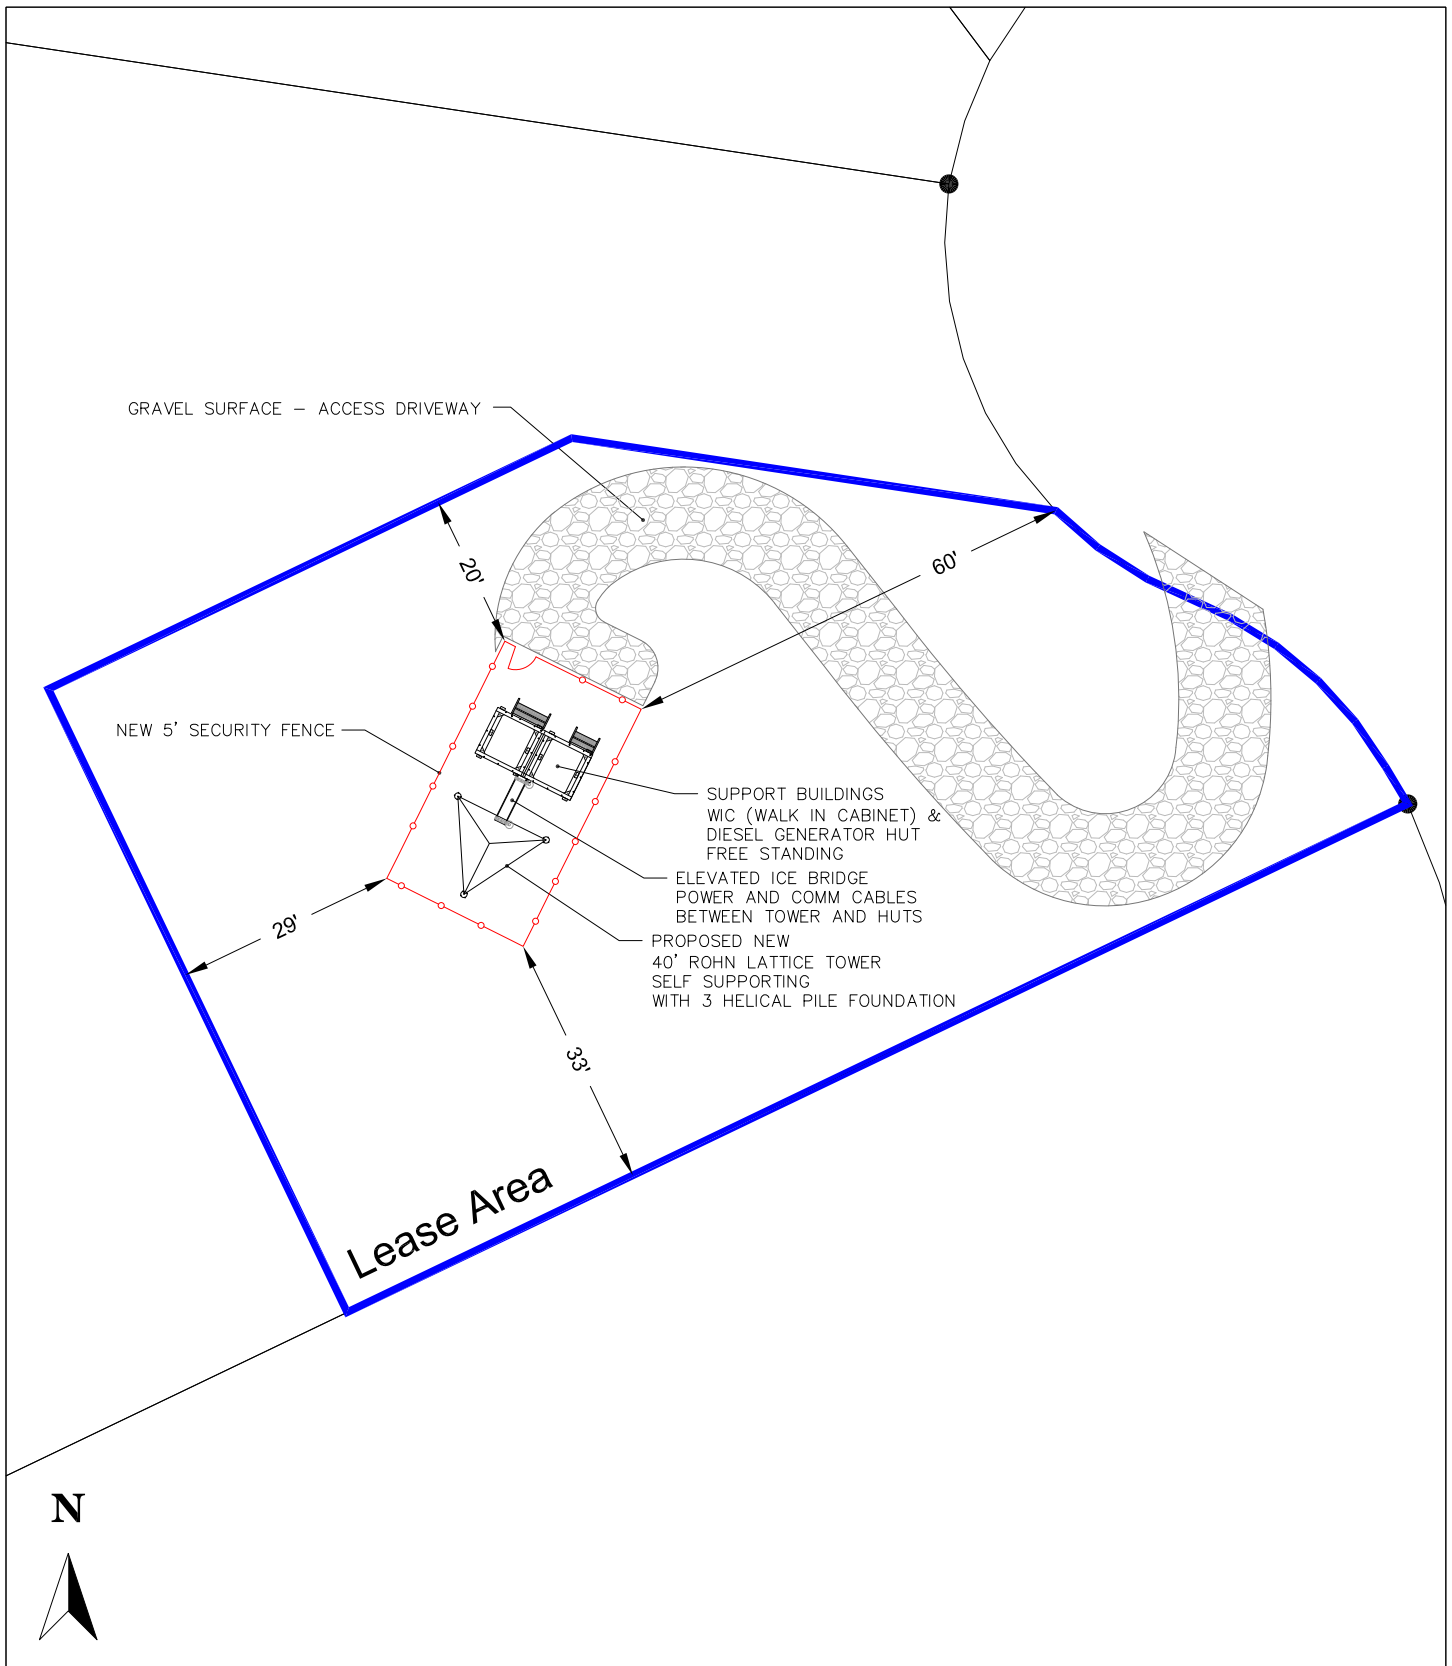 GRAVEL SURFACE – ACCESS DRIVEWAY
20'
60'
NEW 5' SECURITY FENCE
SUPPORT BUILDINGS
WIC (WALK IN CABINET) &
DIESEL GENERATOR HUT
FREE STANDING
ELEVATED ICE BRIDGE
POWER AND COMM CABLES
BETWEEN TOWER AND HUTS
29'
PROPOSED NEW
40' ROHN LATTICE TOWER
SELF SUPPORTING
WITH 3 HELICAL PILE FOUNDATION
33'
Lease Area
N